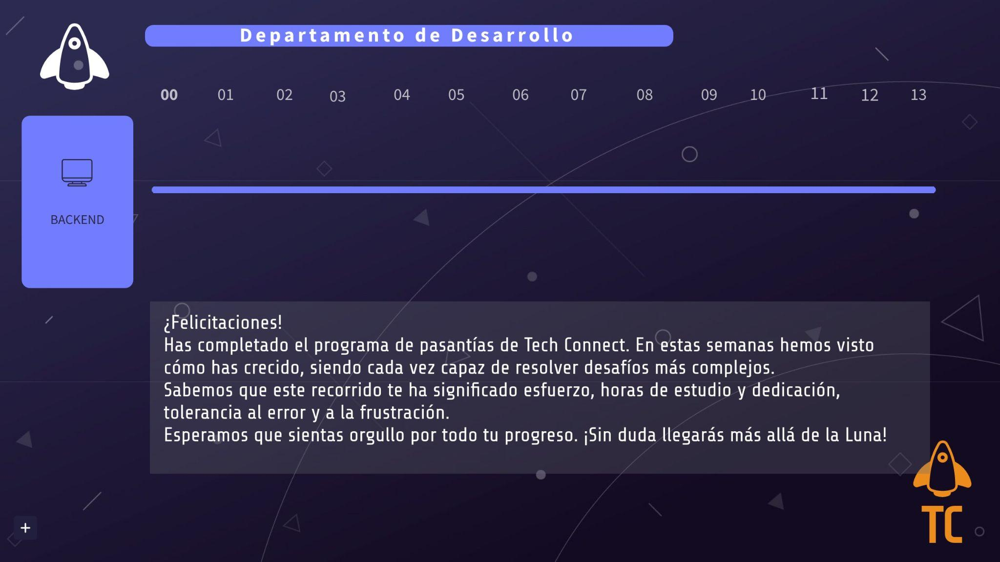 Departamento de Desarrollo
00 01 02 03 04 05 06 07 08 09 10 11 12 13
BACKEND
¿Felicitaciones!
Has completado el programa de pasantías de Tech Connect. En estas semanas hemos visto
cómo has crecido, siendo cada vez capaz de resolver desafíos más complejos.
Sabemos que este recorrido te ha significado esfuerzo, horas de estudio y dedicación,
tolerancia al error y a la frustración.
Esperamos que sientas orgullo por todo tu progreso. ¡Sin duda llegarás más allá de la Luna!
TC